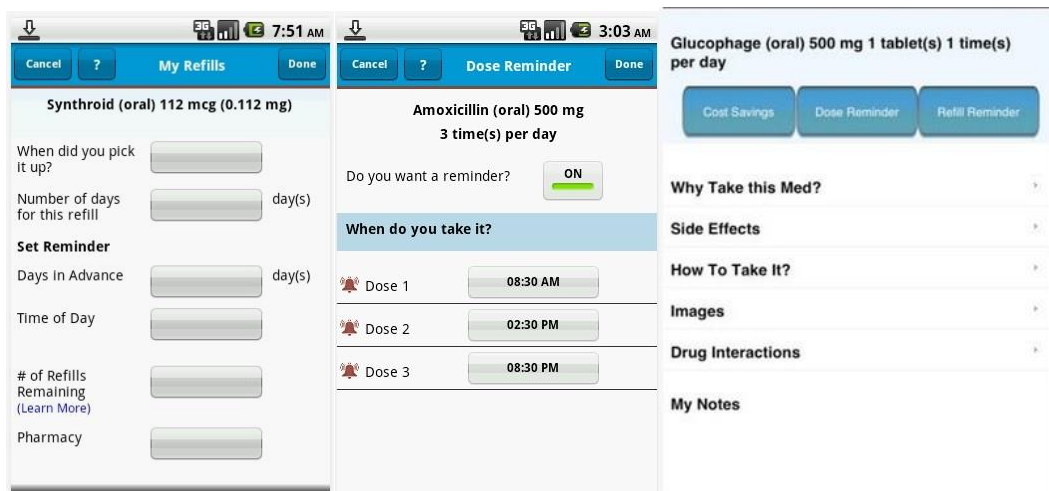 3G 7:51 AM
Cancel ? My Refills Done
Synthroid (oral) 112 mcg (0.112 mg)
When did you pick
it up?
Number of days day(s)
for this refill
Set Reminder
Days in Advance day(s)
Time of Day
# of Refills
Remaining
(Learn More)
Pharmacy
3G 3:03 AM
Cancel ? Dose Reminder Done
Amoxicillin (oral) 500 mg
3 time(s) per day
Do you want a reminder? ON
When do you take it?
Dose 1 08:30 AM
Dose 2 02:30 PM
Dose 3 08:30 PM
Glucophage (oral) 500 mg 1 tablet(s) 1 time(s)
per day
Cost Savings Dose Reminder Refill Reminder
Why Take this Med?
Side Effects
How To Take It?
Images
Drug Interactions
My Notes